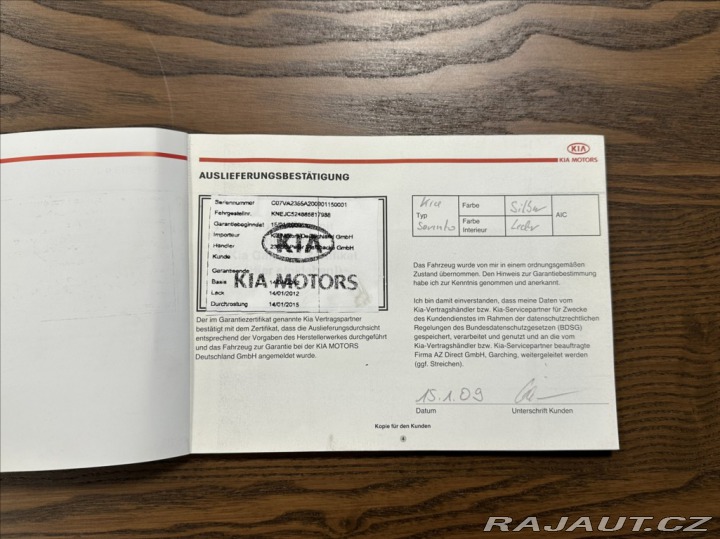 KIA
KIA MOTORS
AUSLIEFERUNGSBESTÄTIGUNG
Seriennummer
Fahrgestellnr. KNEJC524885817988
Garantiebeginndat
Importeur
Händler
Kunde
Garantieende
Basis
Lack 14/01/2012
Durchrostung 14/01/2015
KIA
KIA MOTORS
Der im Garantiezertifikat genannte Kia Vertragspartner
bestätigt mit dem Zertifikat, dass die Auslieferungsdurchsicht
entsprechend der Vorgaben des Herstellerwerkes durchgeführt
und das Fahrzeug zur Garantie bei der KIA MOTORS
Deutschland GmbH angemeldet wurde.
Kia
Typ
Sorento
Farbe Silber
Farbe Interieur Leder
AIC
Das Fahrzeug wurde von mir in einem ordnungsgemäßen
Zustand übernommen. Den Hinweis zur Garantiebestimmung
habe ich zur Kenntnis genommen und anerkannt.
Ich bin damit einverstanden, dass meine Daten vom
Kia-Vertragshändler bzw. Kia-Servicepartner für Zwecke
des Kundendienstes im Rahmen der datenschutzrechtlichen
Regelungen des Bundesdatenschutzgesetzes (BDSG)
gespeichert, verarbeitet und genutzt und an die vom
Kia-Vertragshändler bzw. Kia-Servicepartner beauftragte
Firma AZ Direct GmbH, Garching, weitergeleitet werden
(ggf. Streichen).
15.1.09
Datum Unterschrift Kunden
Kopie für den Kunden
RAJAUT.CZ